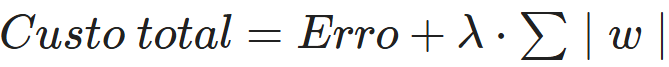 Custo total = Erro + λ · ∑ | w |